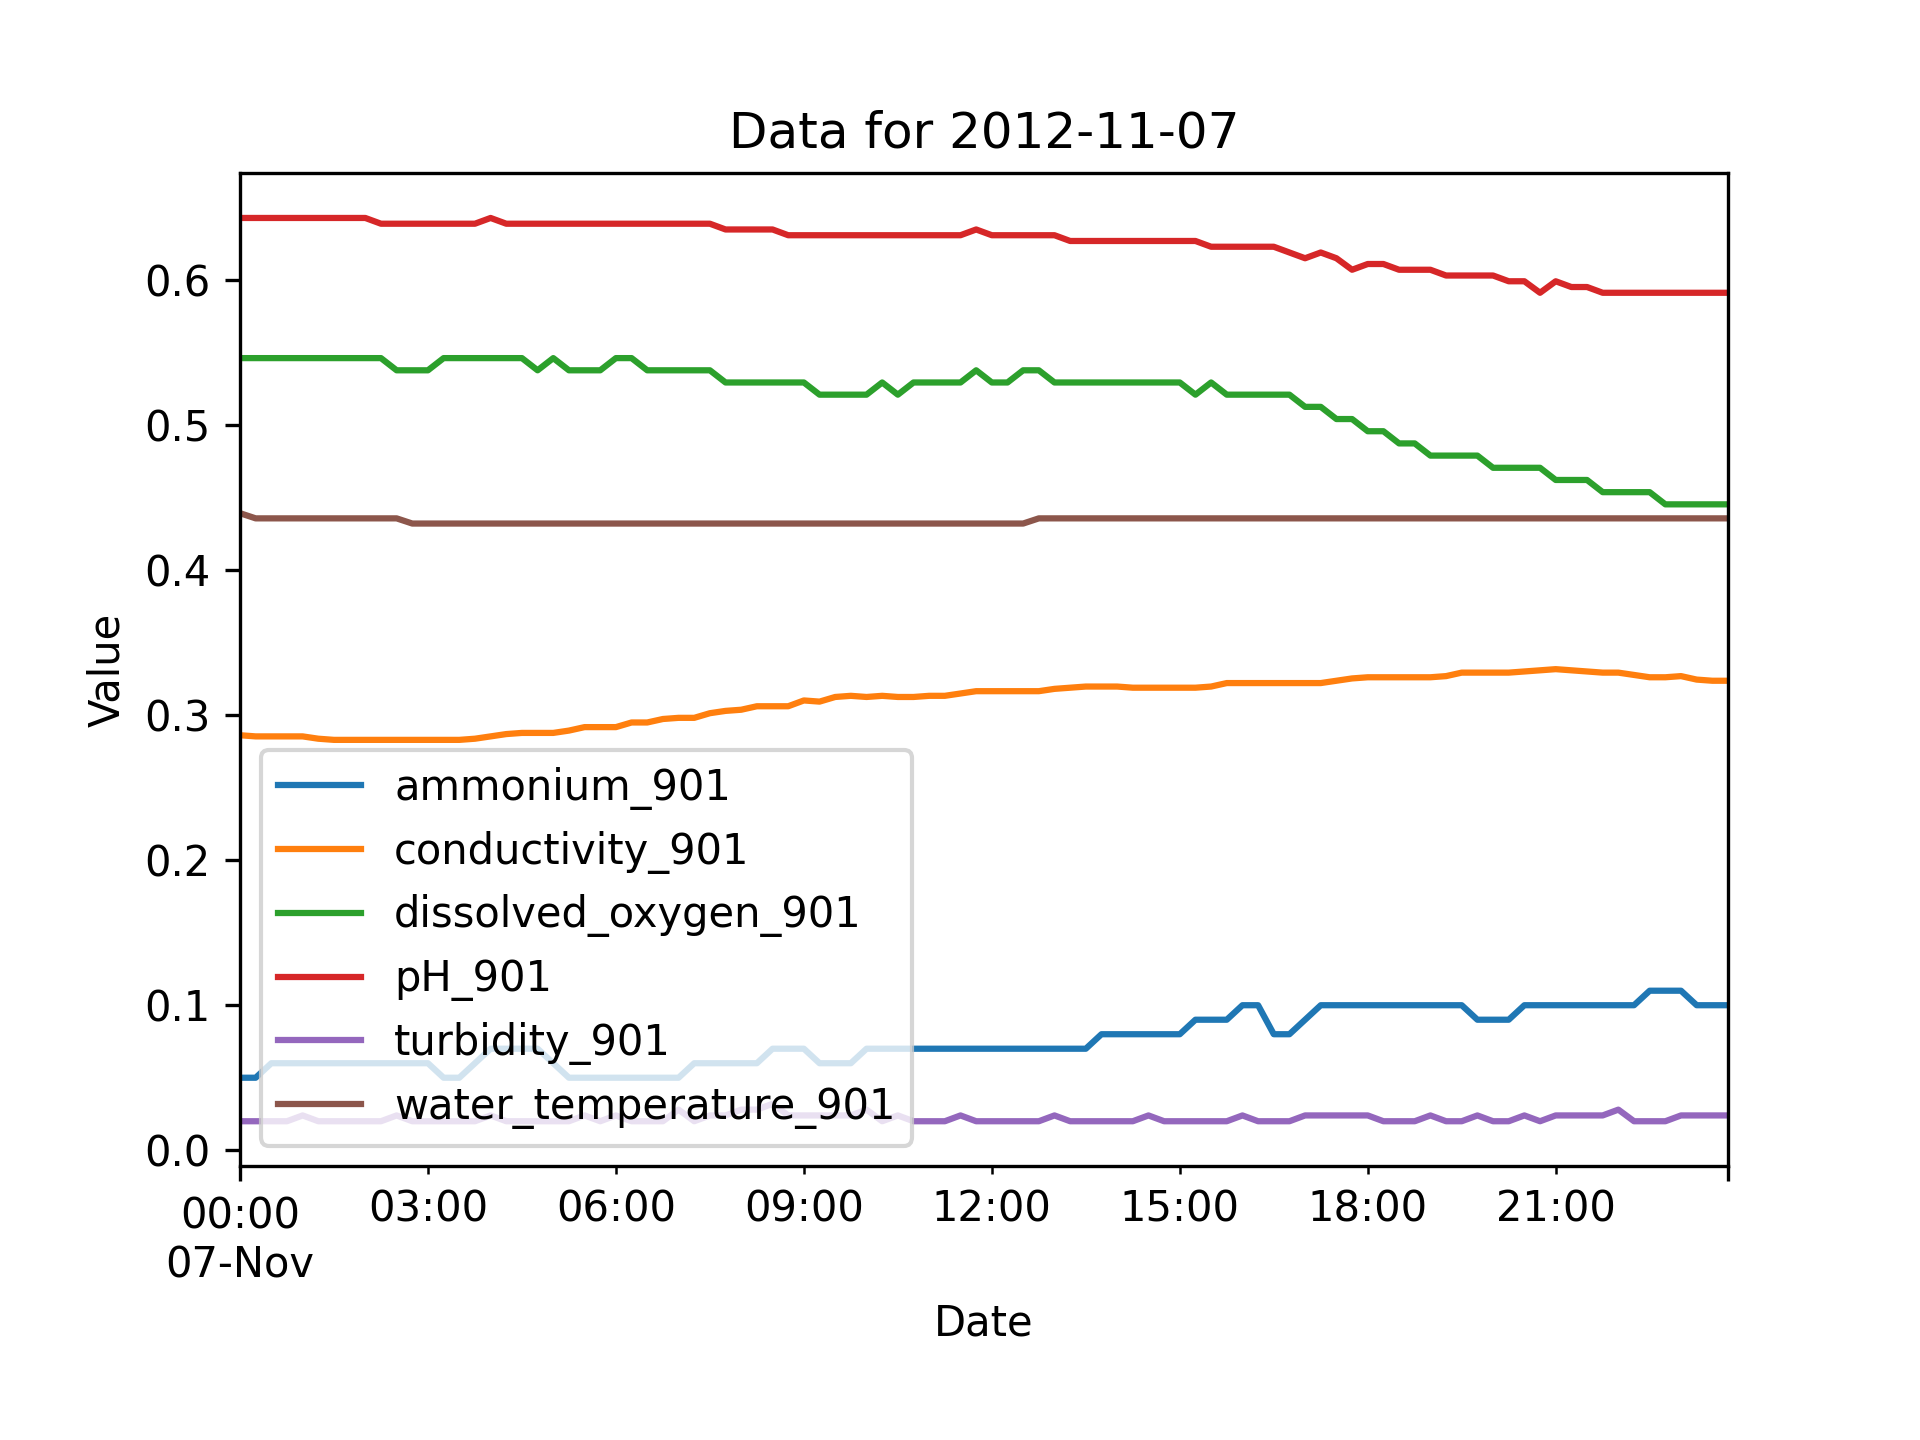 Data for 2012-11-07
Value
0.6
0.5
0.4
0.3
0.2
0.1
0.0
ammonium_901
conductivity_901
dissolved_oxygen_901
pH_901
turbidity_901
water_temperature_901
00:00 03:00 06:00 09:00 12:00 15:00 18:00 21:00
07-Nov
Date